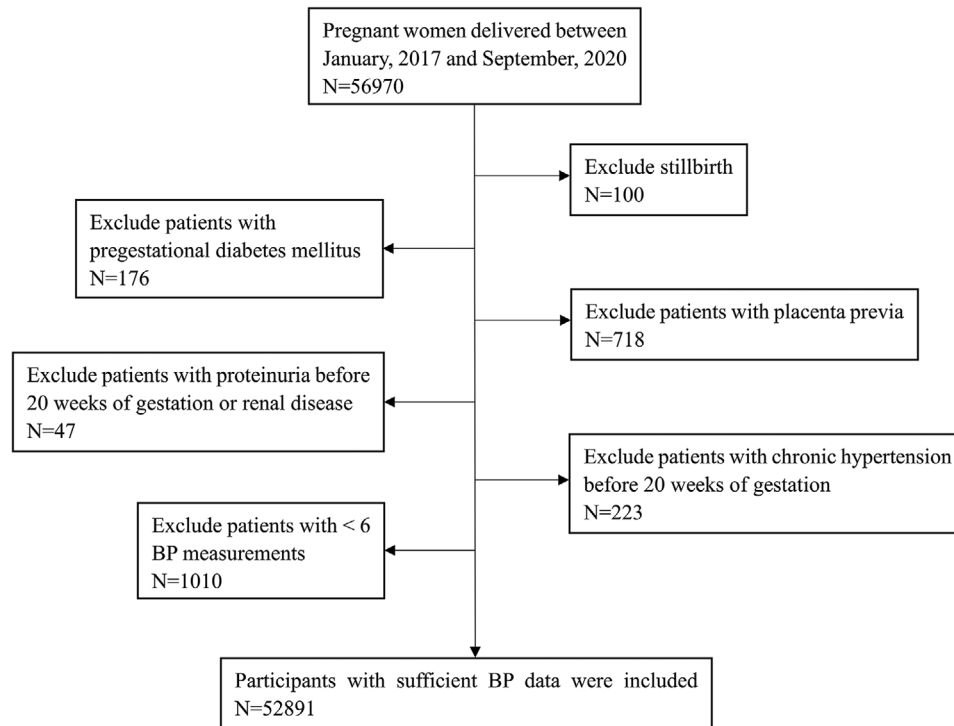 Pregnant women delivered between
January, 2017 and September, 2020
N=56970
Exclude stillbirth
N=100
Exclude patients with
pregestational diabetes mellitus
N=176
Exclude patients with placenta previa
N=718
Exclude patients with proteinuria before
20 weeks of gestation or renal disease
N=47
Exclude patients with chronic hypertension
before 20 weeks of gestation
N=223
Exclude patients with < 6
BP measurements
N=1010
Participants with sufficient BP data were included
N=52891